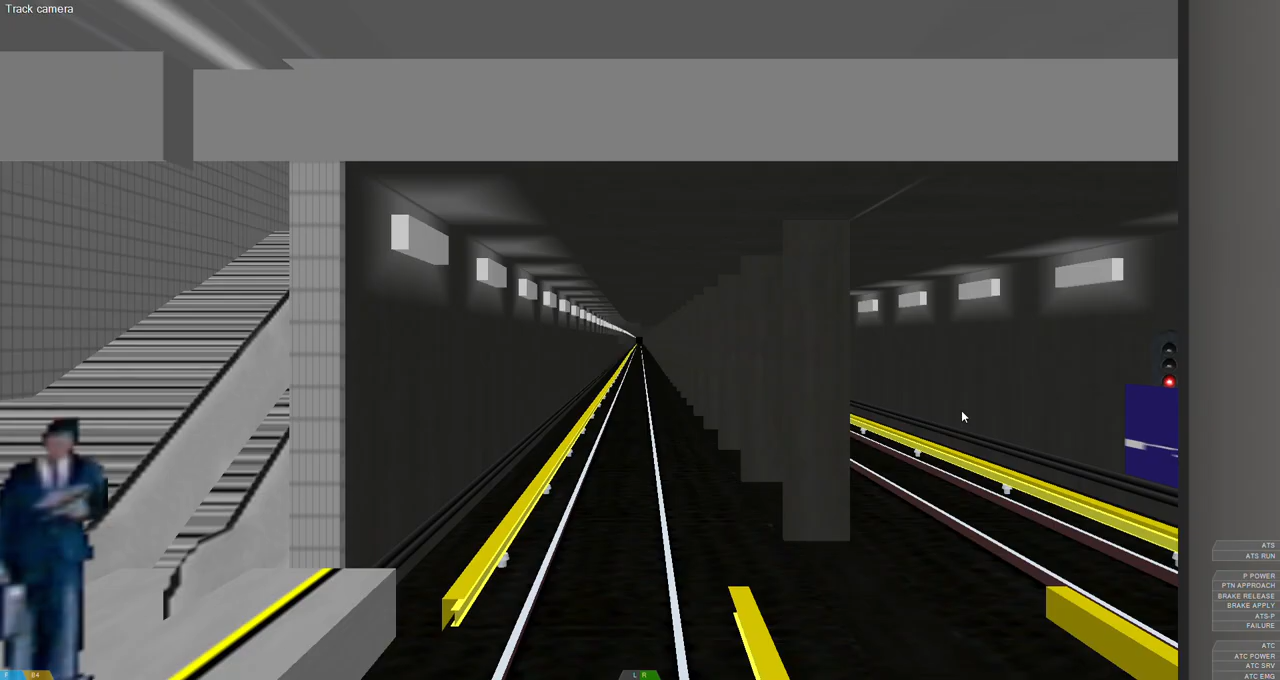 Track camera
ATS
ATS RUN
P POWER
PTN APPROACH
BRAKE RELEASE
BRAKE APPLY
ATS-P
FAILURE
ATC
ATC POWER
ATC SRV
ATC EMG
F B4
L R